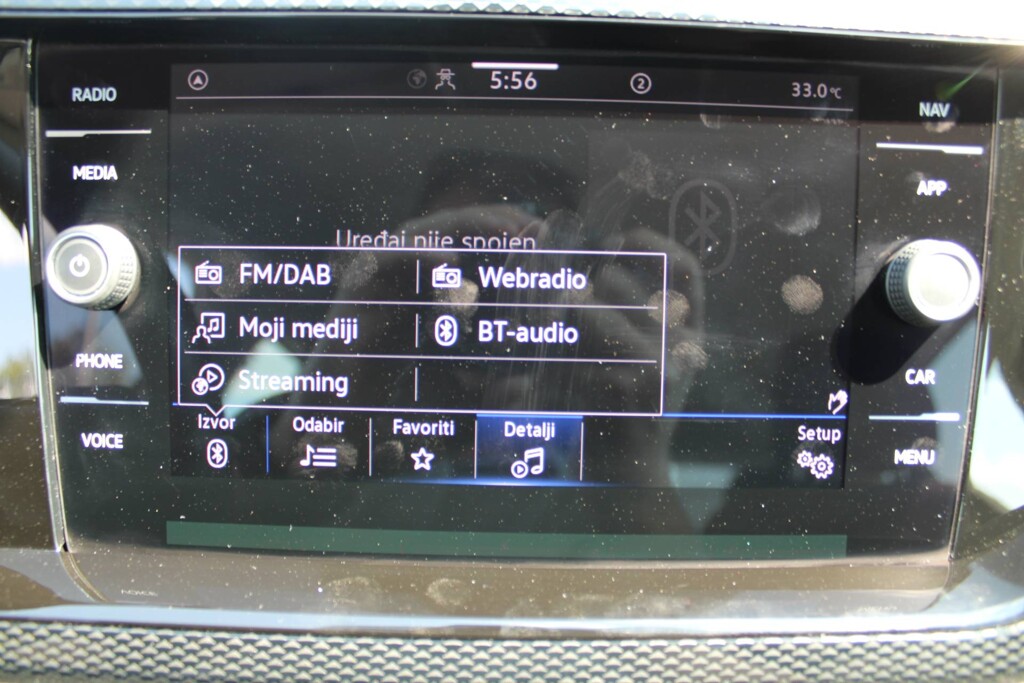 RADIO
5:56
2
33.0°C
NAV
MEDIA
APP
Uređaj nije spojen
FM/DAB
Webradio
Moji mediji
BT-audio
Streaming
PHONE
CAR
Izvor
Odabir
Favoriti
Detalji
Setup
VOICE
MENU